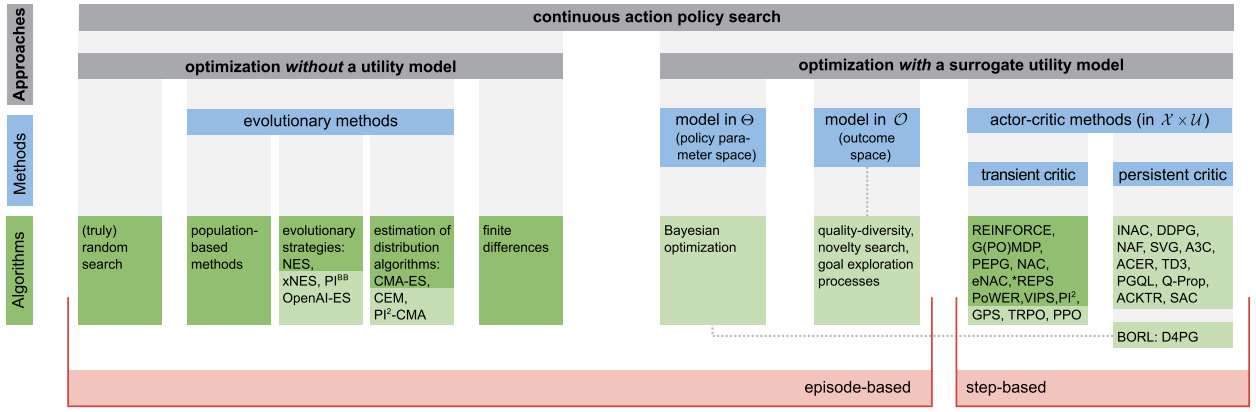 Approaches
continuous action policy search
optimization without a utility model
optimization with a surrogate utility model
Methods
evolutionary methods
model in Θ
(policy para-
meter space)
model in 𝒪
(outcome
space)
actor-critic methods (in 𝒳 × 𝒰)
transient critic
persistent critic
Algorithms
(truly)
random
search
population-
based
methods
evolutionary
strategies:
NES,
xNES, PIᴮᴮ
OpenAI-ES
estimation of
distribution
algorithms:
CMA-ES,
CEM,
PI²-CMA
finite
differences
Bayesian
optimization
quality-diversity,
novelty search,
goal exploration
processes
REINFORCE,
G(PO)MDP,
PEPG, NAC,
eNAC,*REPS
PoWER,VIPS,PI²,
GPS, TRPO, PPO
INAC, DDPG,
NAF, SVG, A3C,
ACER, TD3,
PGQL, Q-Prop,
ACKTR, SAC
BORL: D4PG
episode-based
step-based